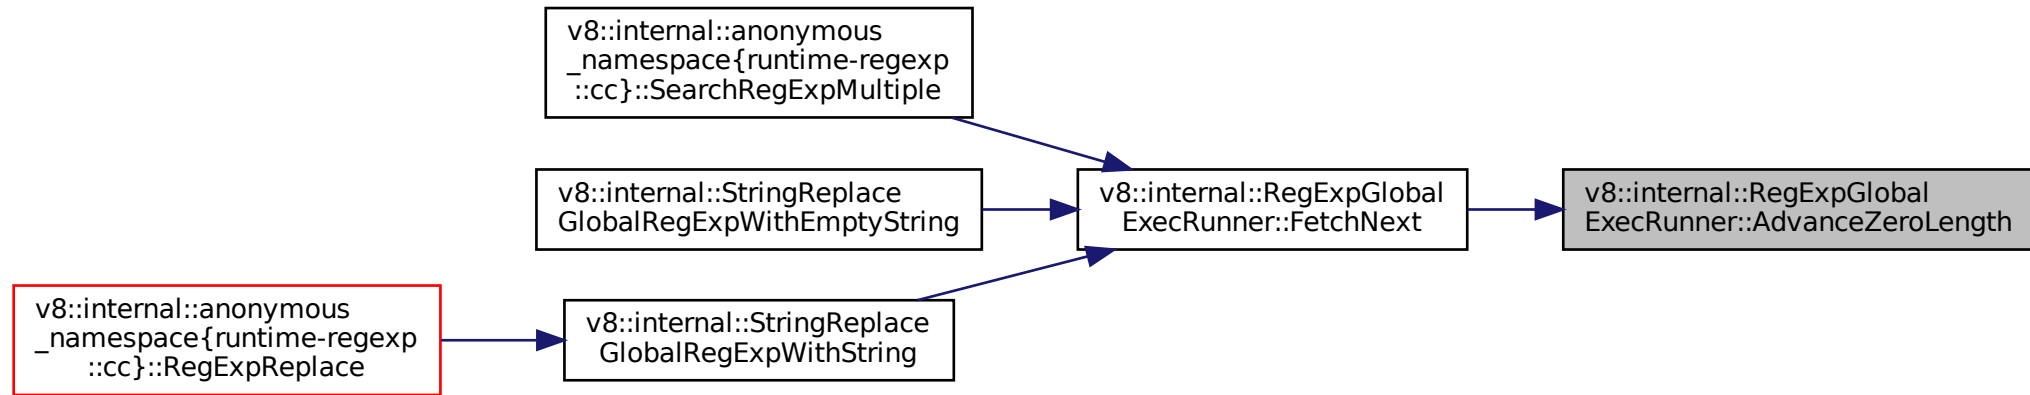 v8::internal::anonymous
_namespace{runtime-regexp
::cc}::SearchRegExpMultiple
v8::internal::StringReplace
GlobalRegExpWithEmptyString
v8::internal::RegExpGlobal
ExecRunner::FetchNext
v8::internal::RegExpGlobal
ExecRunner::AdvanceZeroLength
v8::internal::anonymous
_namespace{runtime-regexp
::cc}::RegExpReplace
v8::internal::StringReplace
GlobalRegExpWithString